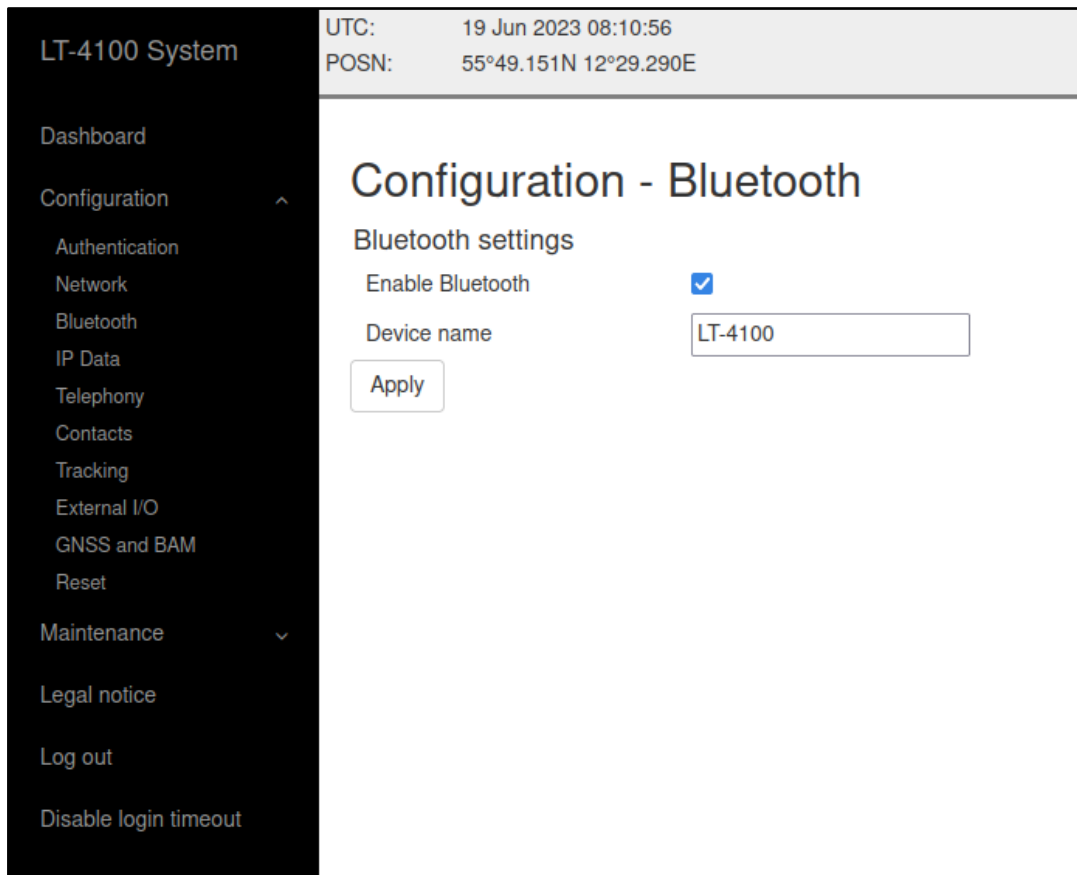 LT-4100 System
Dashboard
Configuration
Authentication
Network
Bluetooth
IP Data
Telephony
Contacts
Tracking
External I/O
GNSS and BAM
Reset
Maintenance
Legal notice
Log out
Disable login timeout
UTC: 19 Jun 2023 08:10:56
POSN: 55°49.151N 12°29.290E
Configuration - Bluetooth
Bluetooth settings
Enable Bluetooth
Device name LT-4100
Apply